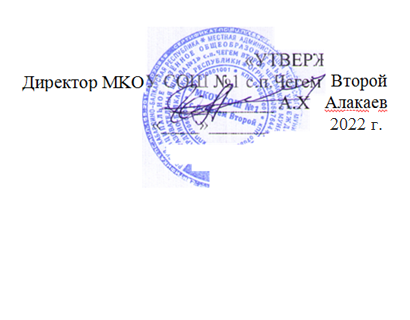 «УТВЕРЖ
Директор МКОУ СОШ №1 с.п. Чегем Второй
А.Х Алакаев
« » 2022 г.